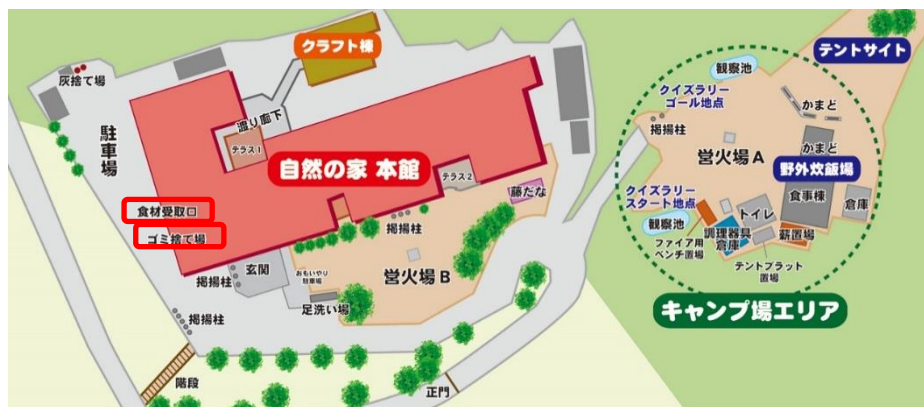 クラフト棟
灰捨て場
駐車場
渡り廊下
テラス1
自然の家 本館
テラス2
藤だな
食材受取口
ゴミ捨て場
掲揚柱
玄関
おもいやり
駐車場
掲揚柱
営火場B
足洗い場
掲揚柱
階段
正門
テントサイト
観察池
クイズラリー
ゴール地点
掲揚柱
かまど
営火場A
かまど
野外炊飯場
クイズラリー
スタート地点
観察池
トイレ
食事棟
倉庫
調理器具
倉庫
薪置場
ファイア用
ベンチ置場
テントプラット
置場
キャンプ場エリア